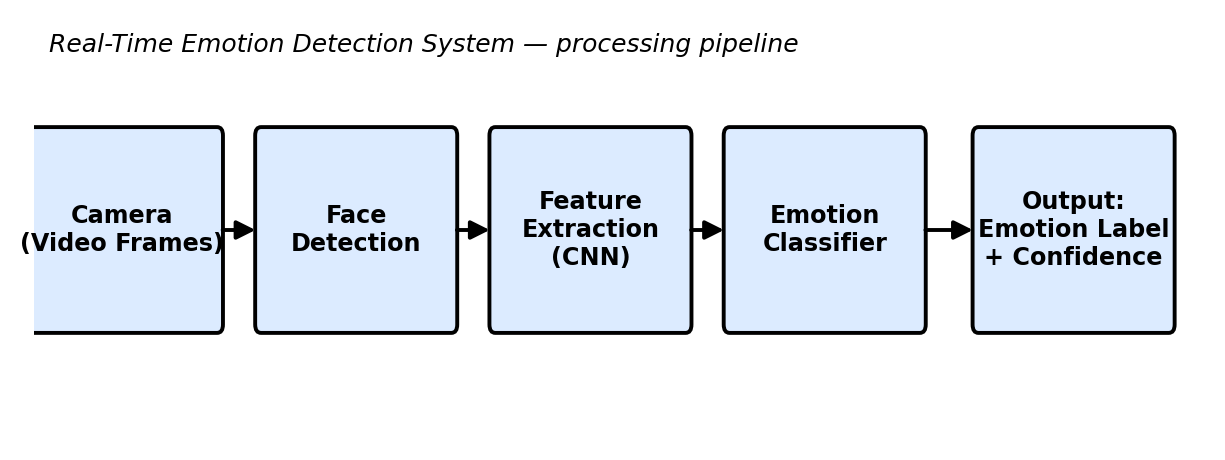 Real-Time Emotion Detection System — processing pipeline
Camera
(Video Frames)
Face
Detection
Feature
Extraction
(CNN)
Emotion
Classifier
Output:
Emotion Label
+ Confidence